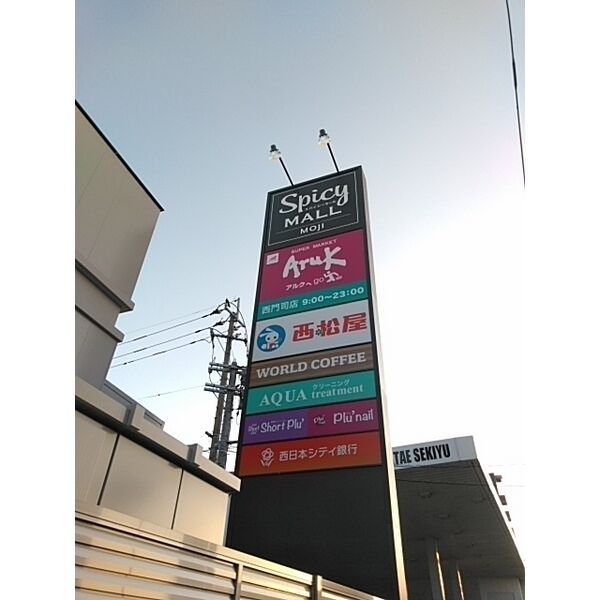 Spicy
スパイシーモール
MALL
MOJI
SUPER MARKET
Aruk
アルクへ go
西門司店 9:00～23:00
西松屋
WORLD COFFEE
クリーニング
AQUA treatment
Short Plu' Plu'nail
西日本シティ銀行
TAE SEKIYU